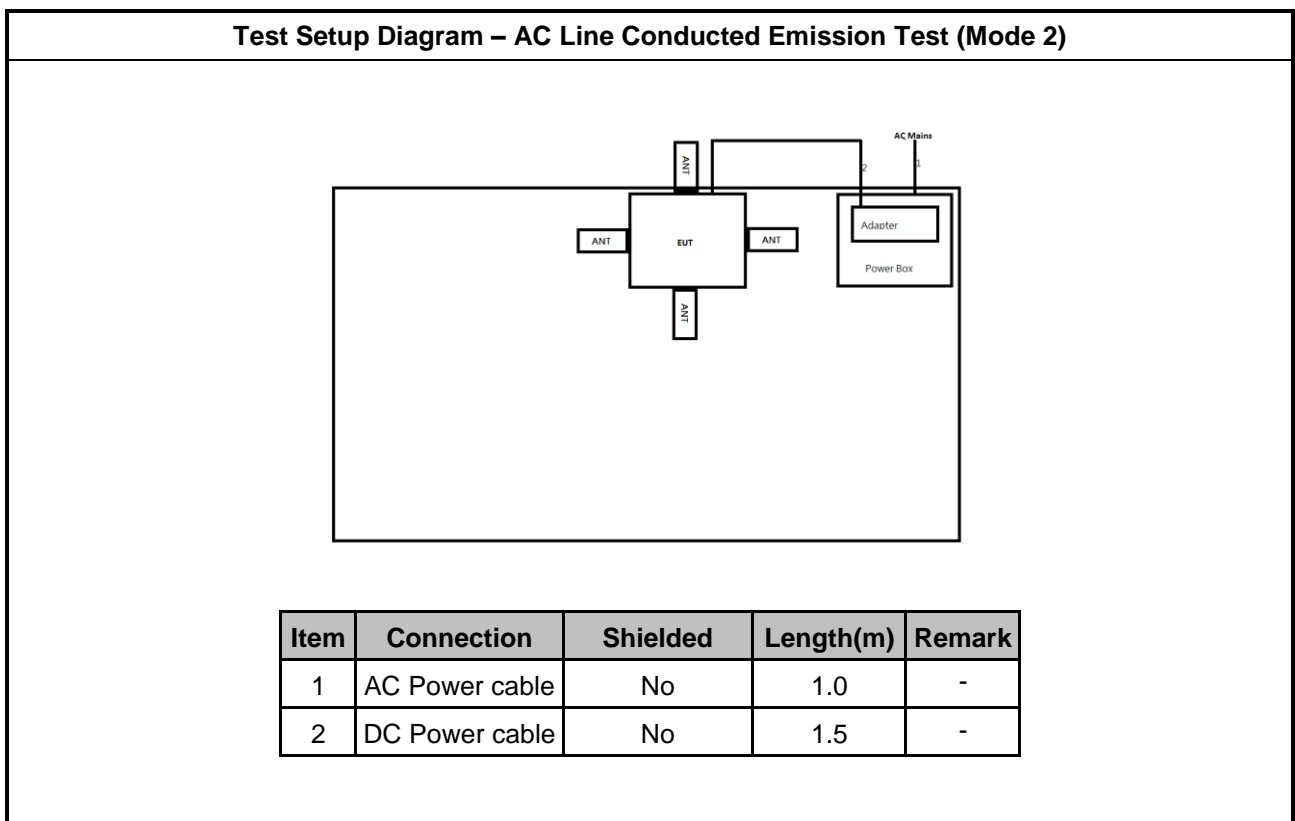 Test Setup Diagram – AC Line Conducted Emission Test (Mode 2)
AC Mains
ANT
2
1
Adapter
ANT
EUT
ANT
Power Box
ANT
Item Connection Shielded Length(m) Remark
1 AC Power cable No 1.0 -
2 DC Power cable No 1.5 -